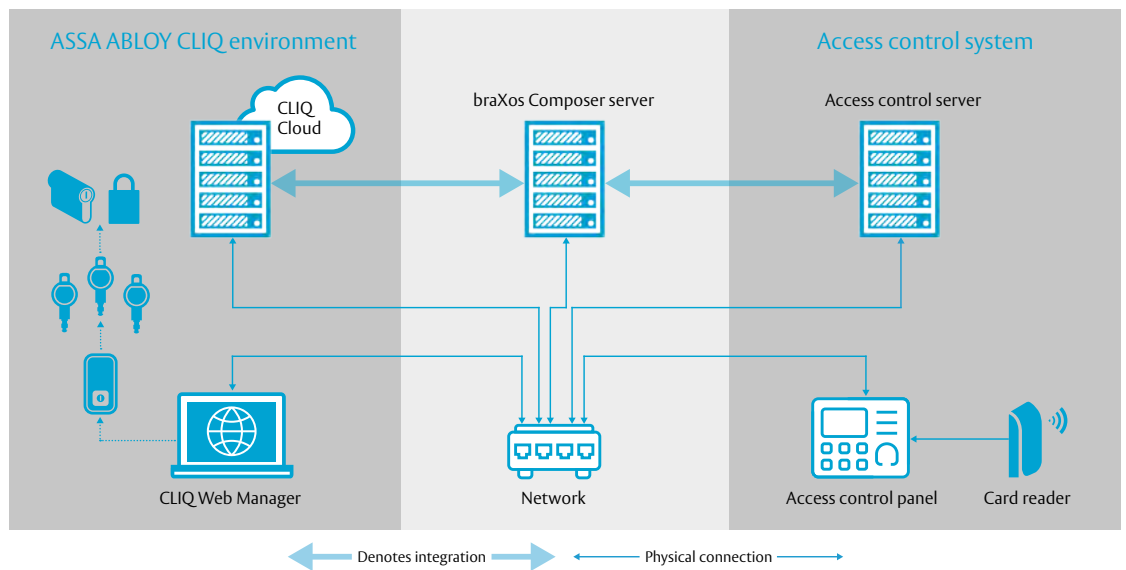 ASSA ABLOY CLIQ environment
Access control system
CLIQ
Cloud
braXos Composer server
Access control server
CLIQ Web Manager
Network
Access control panel
Card reader
Denotes integration
Physical connection